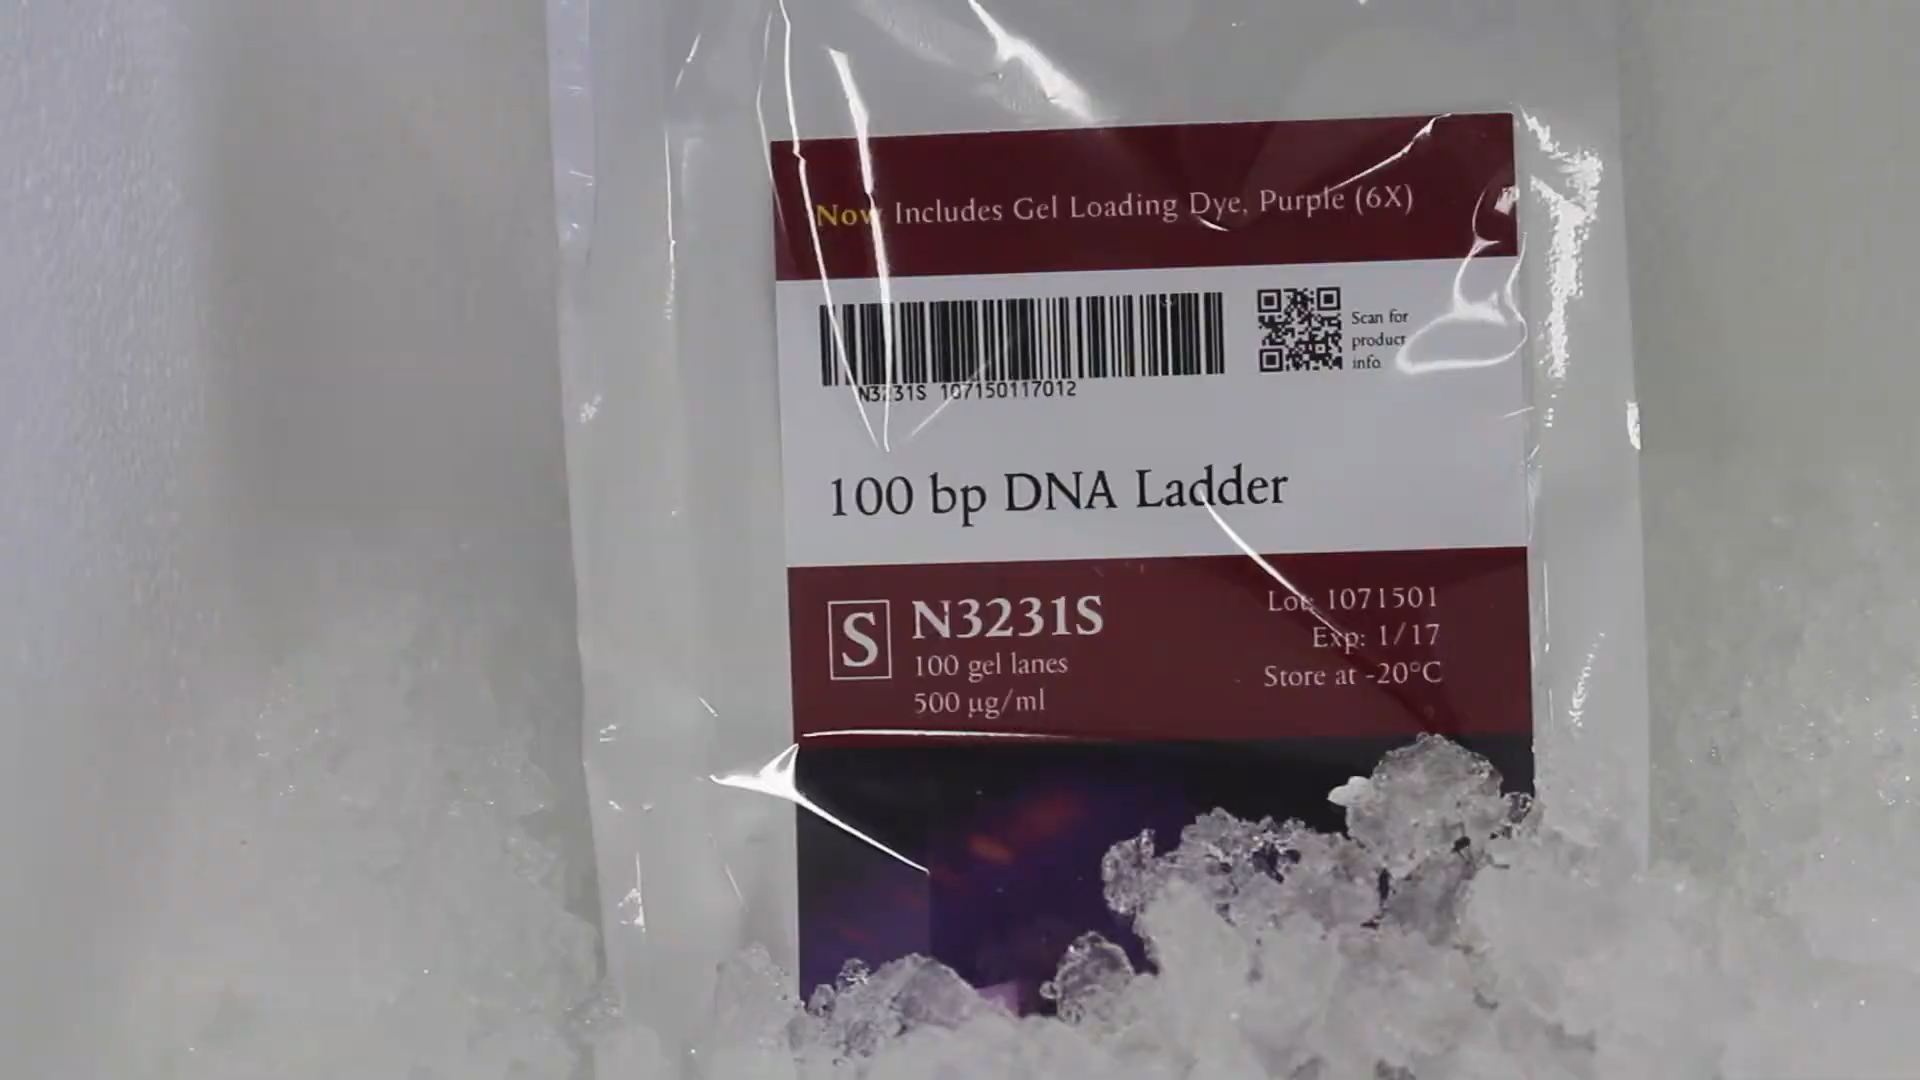 Now Includes Gel Loading Dye, Purple (6X)
Scan for
product
info
N3231S 107150117012
100 bp DNA Ladder
S N3231S
100 gel lanes
500 µg/ml
Lot: 1071501
Exp: 1/17
Store at -20°C